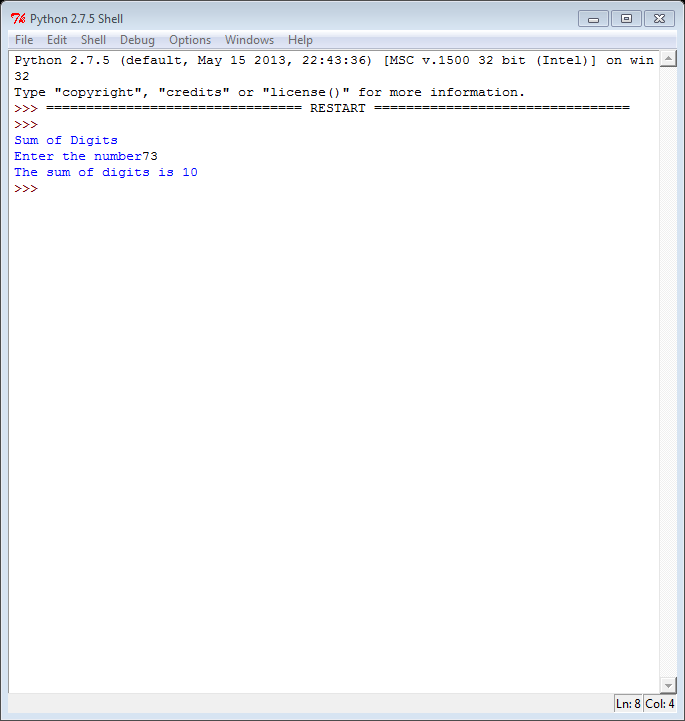 Python 2.7.5 Shell
File Edit Shell Debug Options Windows Help
Python 2.7.5 (default, May 15 2013, 22:43:36) [MSC v.1500 32 bit (Intel)] on win
32
Type "copyright", "credits" or "license()" for more information.
>>> ================================ RESTART ================================
>>>
Sum of Digits
Enter the number73
The sum of digits is 10
>>>
Ln: 8 Col: 4